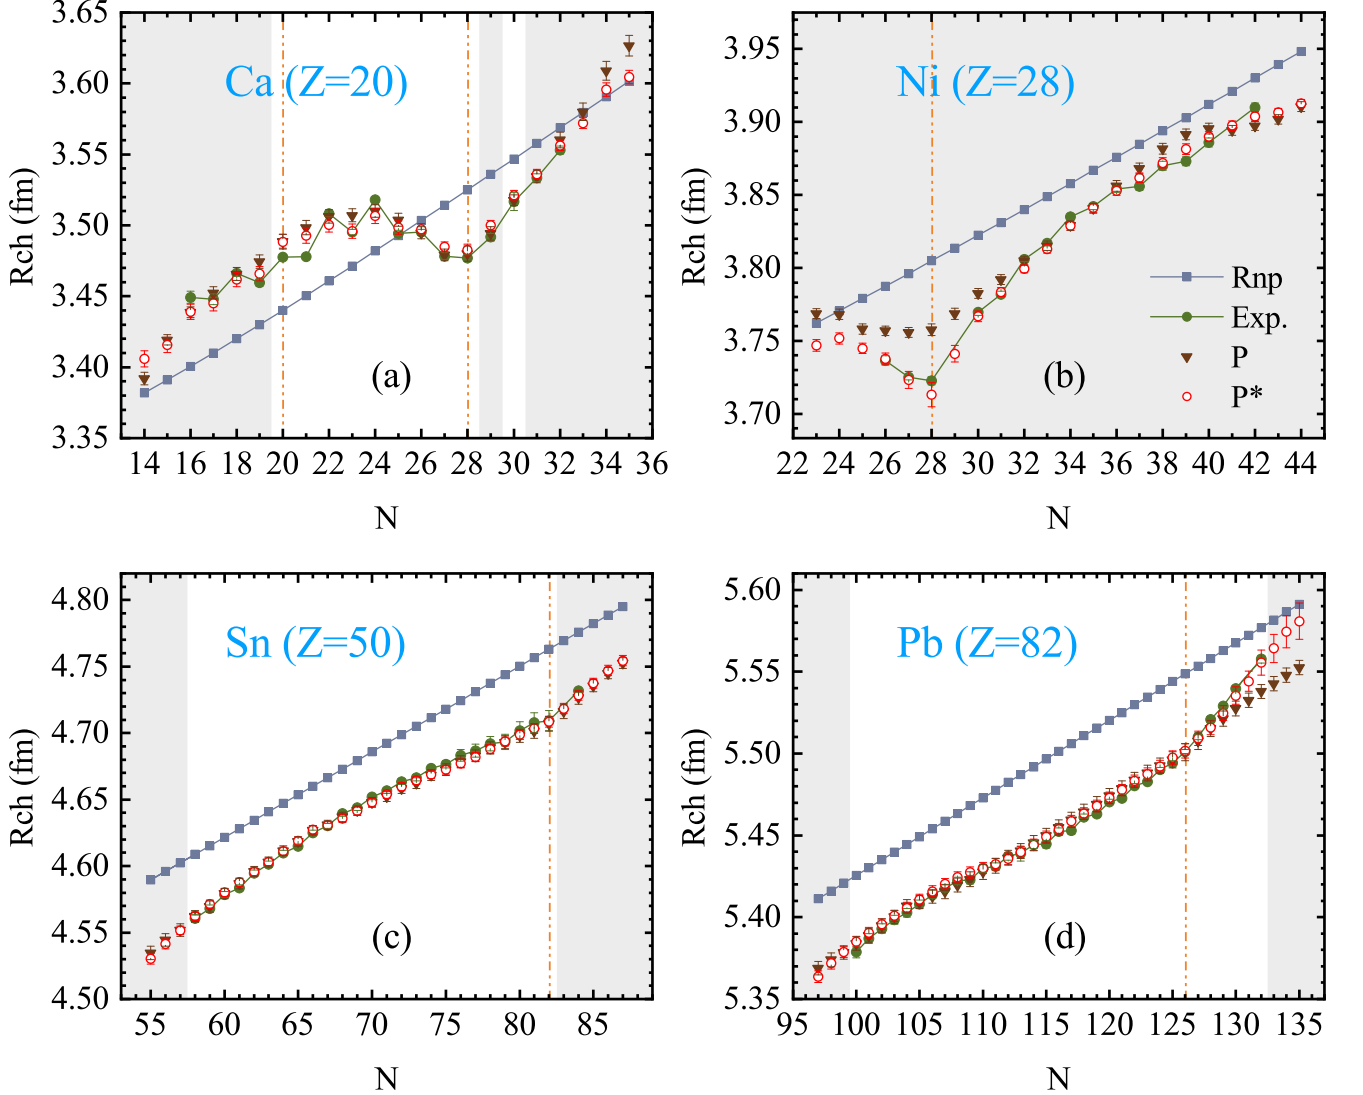 3.65
3.60
3.55
3.50
3.45
3.40
3.35
Rch (fm)
Ca (Z=20)
(a)
14 16 18 20 22 24 26 28 30 32 34 36
N
3.95
3.90
3.85
3.80
3.75
3.70
Rch (fm)
Ni (Z=28)
Rnp
Exp.
P
P*
(b)
22 24 26 28 30 32 34 36 38 40 42 44
N
4.80
4.75
4.70
4.65
4.60
4.55
4.50
Rch (fm)
Sn (Z=50)
(c)
55 60 65 70 75 80 85
N
5.60
5.55
5.50
5.45
5.40
5.35
Rch (fm)
Pb (Z=82)
(d)
95 100 105 110 115 120 125 130 135
N